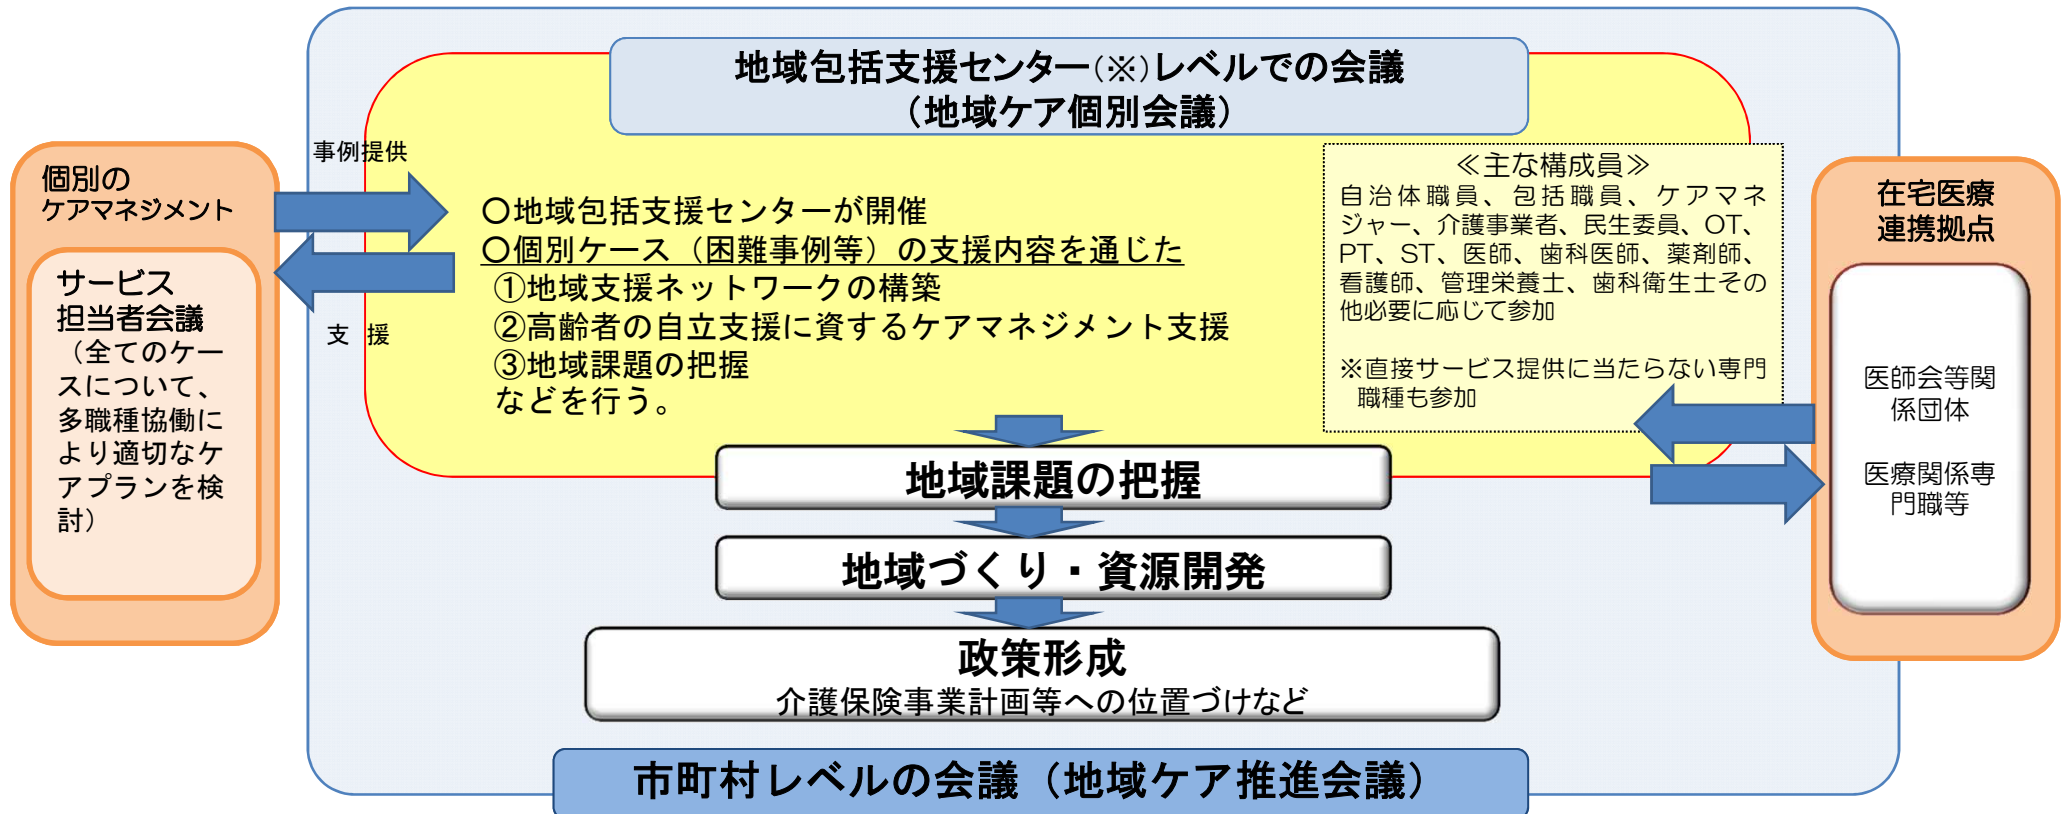 地域包括支援センター(※)レベルでの会議
（地域ケア個別会議）
事例提供
支　援
個別の
ケアマネジメント
サービス
担当者会議
（全てのケー
スについて、
多職種協働に
より適切なケ
アプランを検
討）
〇地域包括支援センターが開催
〇個別ケース（困難事例等）の支援内容を通じた
①地域支援ネットワークの構築
②高齢者の自立支援に資するケアマネジメント支援
③地域課題の把握
などを行う。
≪主な構成員≫
自治体職員、包括職員、ケアマネ
ジャー、介護事業者、民生委員、OT、
PT、ST、医師、歯科医師、薬剤師、
看護師、管理栄養士、歯科衛生士その
他必要に応じて参加
※直接サービス提供に当たらない専門
職種も参加
在宅医療
連携拠点
医師会等関
係団体
医療関係専
門職等
地域課題の把握
地域づくり・資源開発
政策形成
介護保険事業計画等への位置づけなど
市町村レベルの会議（地域ケア推進会議）